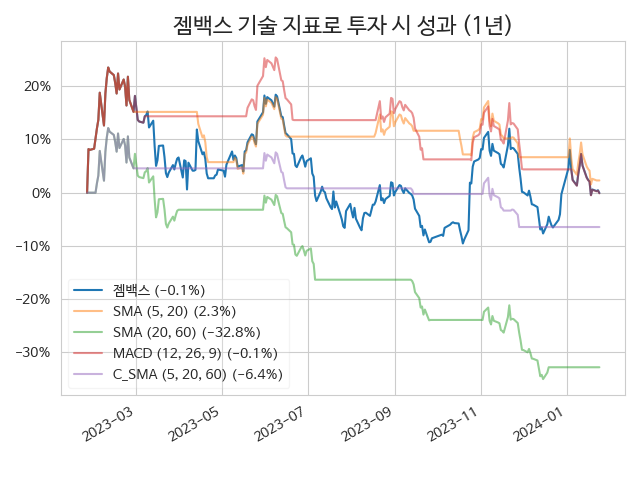 젬백스 기술 지표로 투자 시 성과 (1년)
20%
10%
0%
−10%
−20%
−30%
젬백스 (−0.1%)
SMA (5, 20) (2.3%)
SMA (20, 60) (−32.8%)
MACD (12, 26, 9) (−0.1%)
C_SMA (5, 20, 60) (−6.4%)
2023−03
2023−05
2023−07
2023−09
2023−11
2024−01